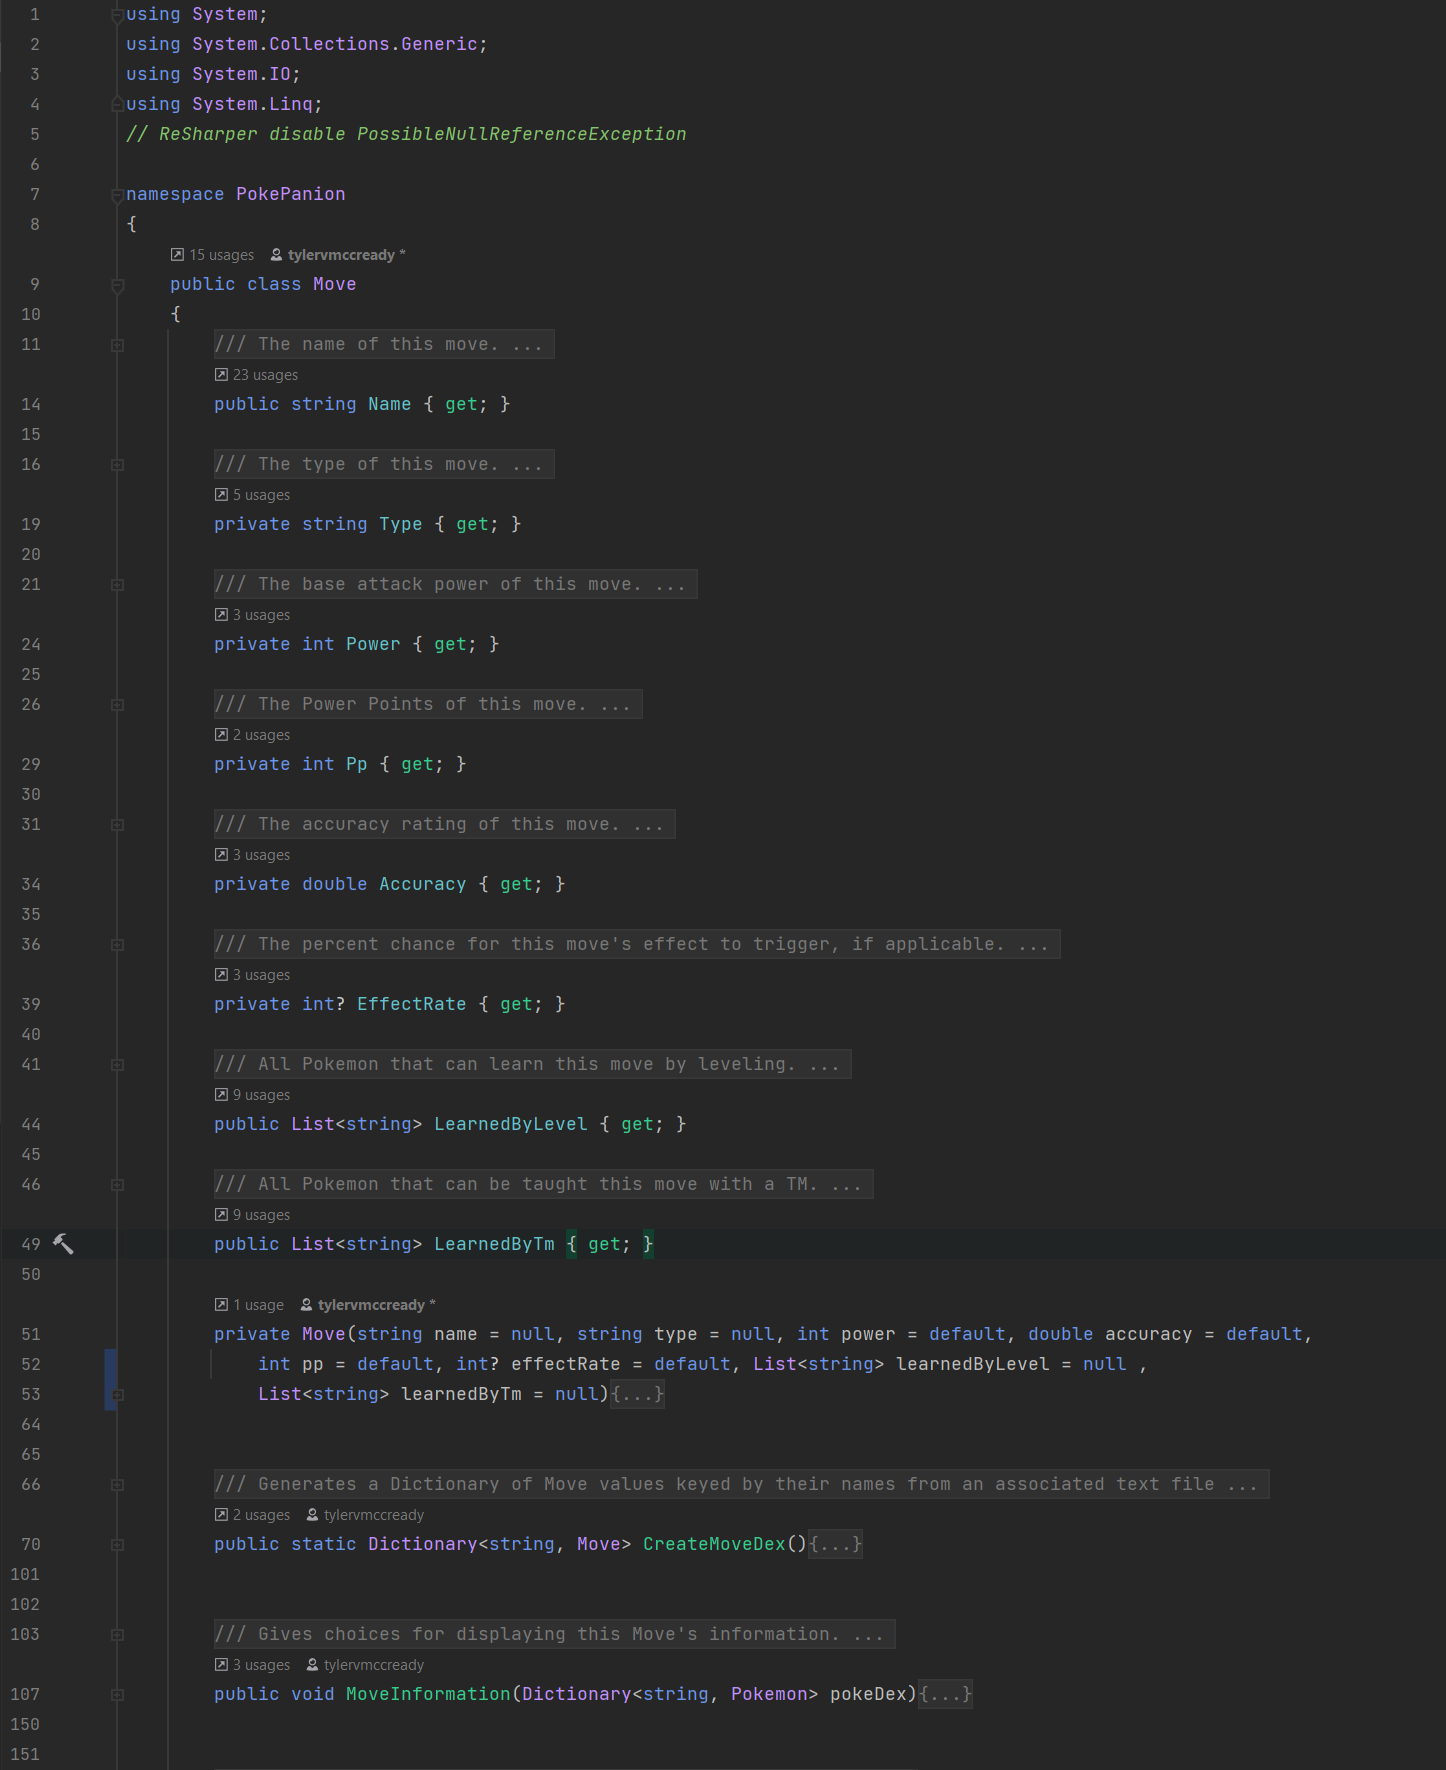 1 using System;
2 using System.Collections.Generic;
3 using System.IO;
4 using System.Linq;
5 // ReSharper disable PossibleNullReferenceException
6
7 namespace PokePanion
8 {
15 usages tylervmccready *
9 public class Move
10 {
11 /// The name of this move. ...
23 usages
14 public string Name { get; }
15
16 /// The type of this move. ...
5 usages
19 private string Type { get; }
20
21 /// The base attack power of this move. ...
3 usages
24 private int Power { get; }
25
26 /// The Power Points of this move. ...
2 usages
29 private int Pp { get; }
30
31 /// The accuracy rating of this move. ...
3 usages
34 private double Accuracy { get; }
35
36 /// The percent chance for this move's effect to trigger, if applicable. ...
3 usages
39 private int? EffectRate { get; }
40
41 /// All Pokemon that can learn this move by leveling. ...
9 usages
44 public List<string> LearnedByLevel { get; }
45
46 /// All Pokemon that can be taught this move with a TM. ...
9 usages
49 public List<string> LearnedByTm { get; }
50
1 usage tylervmccready *
51 private Move(string name = null, string type = null, int power = default, double accuracy = default,
52 int pp = default, int? effectRate = default, List<string> learnedByLevel = null ,
53 List<string> learnedByTm = null){...}
64
65
66 /// Generates a Dictionary of Move values keyed by their names from an associated text file ...
2 usages tylervmccready
70 public static Dictionary<string, Move> CreateMoveDex(){...}
101
102
103 /// Gives choices for displaying this Move's information. ...
3 usages tylervmccready
107 public void MoveInformation(Dictionary<string, Pokemon> pokeDex){...}
150
151